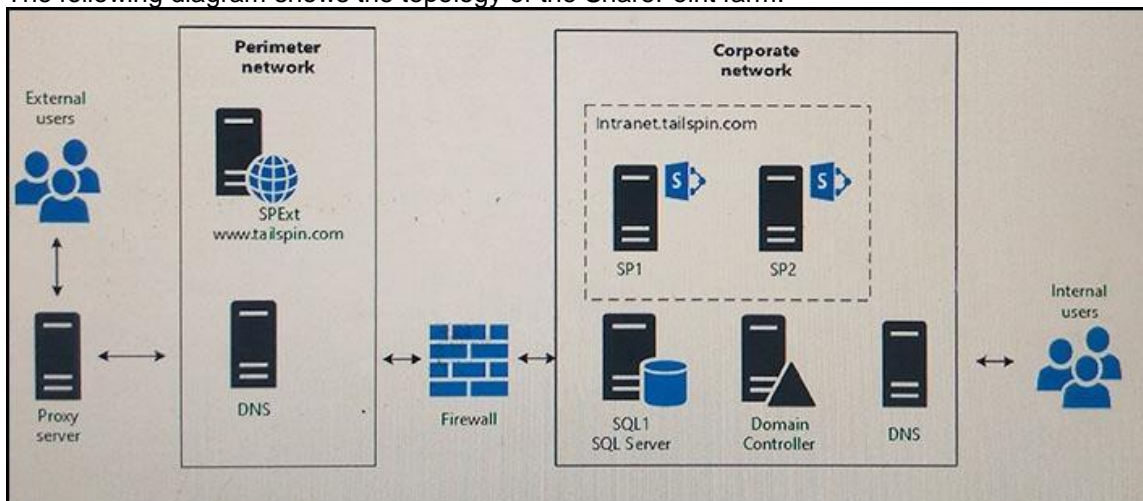 The following diagram shows the topology of the SharePoint farm.
Perimeter
network
Corporate
network
External
users
Intranet.tailspin.com
SPExt
www.tailspin.com
S
SP1
S
SP2
Internal
users
Proxy
server
DNS
Firewall
SQL1
SQL Server
Domain
Controller
DNS